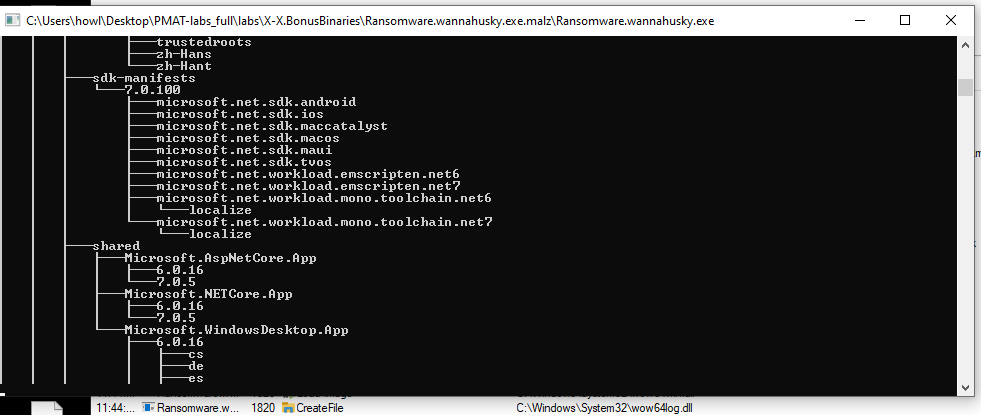 C:\Users\howl\Desktop\PMAT-labs_full\labs\X-X.BonusBinaries\Ransomware.wannahusky.exe.malz\Ransomware.wannahusky.exe
trustedroots
zh-Hans
zh-Hant
sdk-manifests
7.0.100
microsoft.net.sdk.android
microsoft.net.sdk.ios
microsoft.net.sdk.maccatalyst
microsoft.net.sdk.macos
microsoft.net.sdk.maui
microsoft.net.sdk.tvos
microsoft.net.workload.emscripten.net6
microsoft.net.workload.emscripten.net7
microsoft.net.workload.mono.toolchain.net6
localize
microsoft.net.workload.mono.toolchain.net7
localize
shared
Microsoft.AspNetCore.App
6.0.16
7.0.5
Microsoft.NETCore.App
6.0.16
7.0.5
Microsoft.WindowsDesktop.App
6.0.16
cs
de
es
11:44:... Ransomware.w... 1820 CreateFile C:\Windows\System32\wow64log.dll